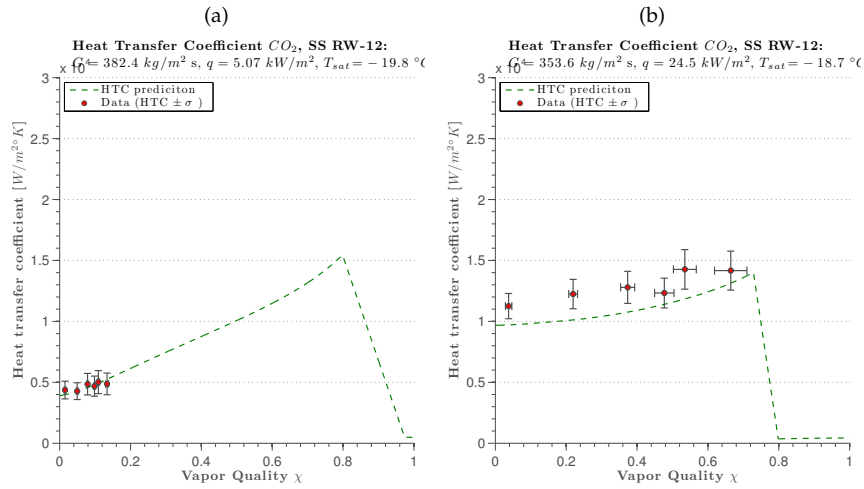 (a)
(b)
Heat Transfer Coefficient CO₂, SS RW-12:
G = 382.4 kg/m² s, q = 5.07 kW/m², T_sat = −19.8 °C
x 10⁴
3
2.5
2
1.5
1
0.5
0
Heat transfer coefficient [W/m²°K]
HTC prediciton
Data (HTC ± σ )
0
0.2
0.4
0.6
0.8
1
Vapor Quality χ
Heat Transfer Coefficient CO₂, SS RW-12:
G = 353.6 kg/m² s, q = 24.5 kW/m², T_sat = −18.7 °C
x 10⁴
3
2.5
2
1.5
1
0.5
0
Heat transfer coefficient [W/m²°K]
HTC prediciton
Data (HTC ± σ )
0
0.2
0.4
0.6
0.8
1
Vapor Quality χ